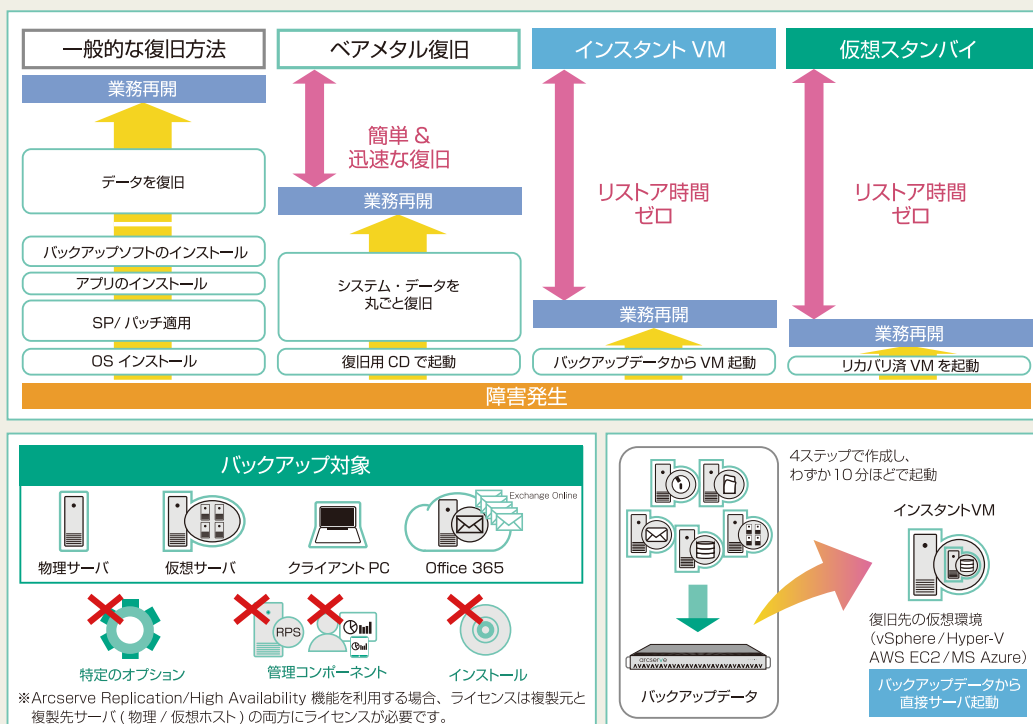 一般的な復旧方法
業務再開
データを復旧
バックアップソフトのインストール
アプリのインストール
SP/ パッチ適用
OS インストール
ベアメタル復旧
簡単 &
迅速な復旧
業務再開
システム・データを
丸ごと復旧
復旧用 CD で起動
インスタント VM
リストア時間
ゼロ
業務再開
バックアップデータから VM 起動
仮想スタンバイ
リストア時間
ゼロ
業務再開
リカバリ済 VM を起動
障害発生
バックアップ対象
Exchange Online
物理サーバ
仮想サーバ
クライアント PC
Office 365
RPS
特定のオプション
管理コンポーネント
インストール
※Arcserve Replication/High Availability 機能を利用する場合、ライセンスは複製元と
複製先サーバ ( 物理 / 仮想ホスト ) の両方にライセンスが必要です。
4ステップで作成し、
わずか10分ほどで起動
インスタントVM
arcserve
バックアップデータ
復旧先の仮想環境
(vSphere/Hyper-V
AWS EC2/MS Azure)
バックアップデータから
直接サーバ起動